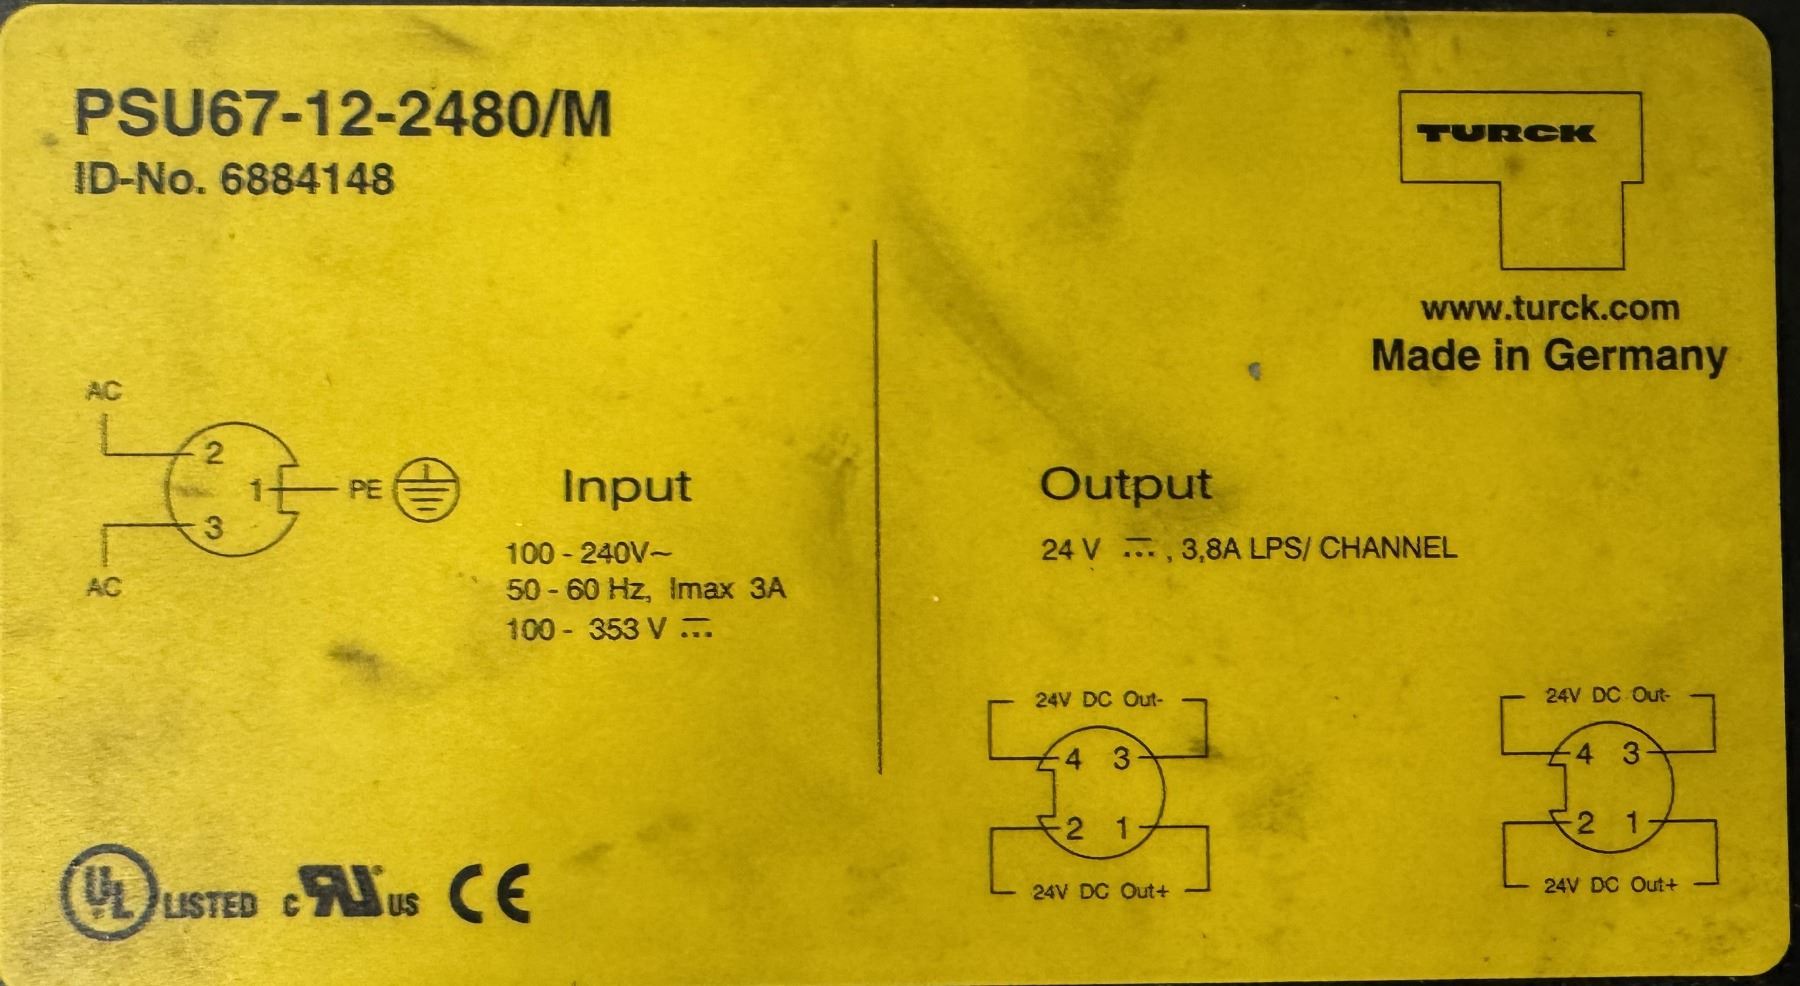 PSU67-12-2480/M
ID-No. 6884148
TURCK
www.turck.com
Made in Germany
AC
2
1 PE
3
AC
Input
100 - 240V~
50 - 60 Hz, Imax 3A
100 - 353 V ⎓
Output
24 V ⎓, 3,8A LPS/ CHANNEL
24V DC Out-
4 3
2 1
24V DC Out+
24V DC Out-
4 3
2 1
24V DC Out+
UL LISTED c RU US CE